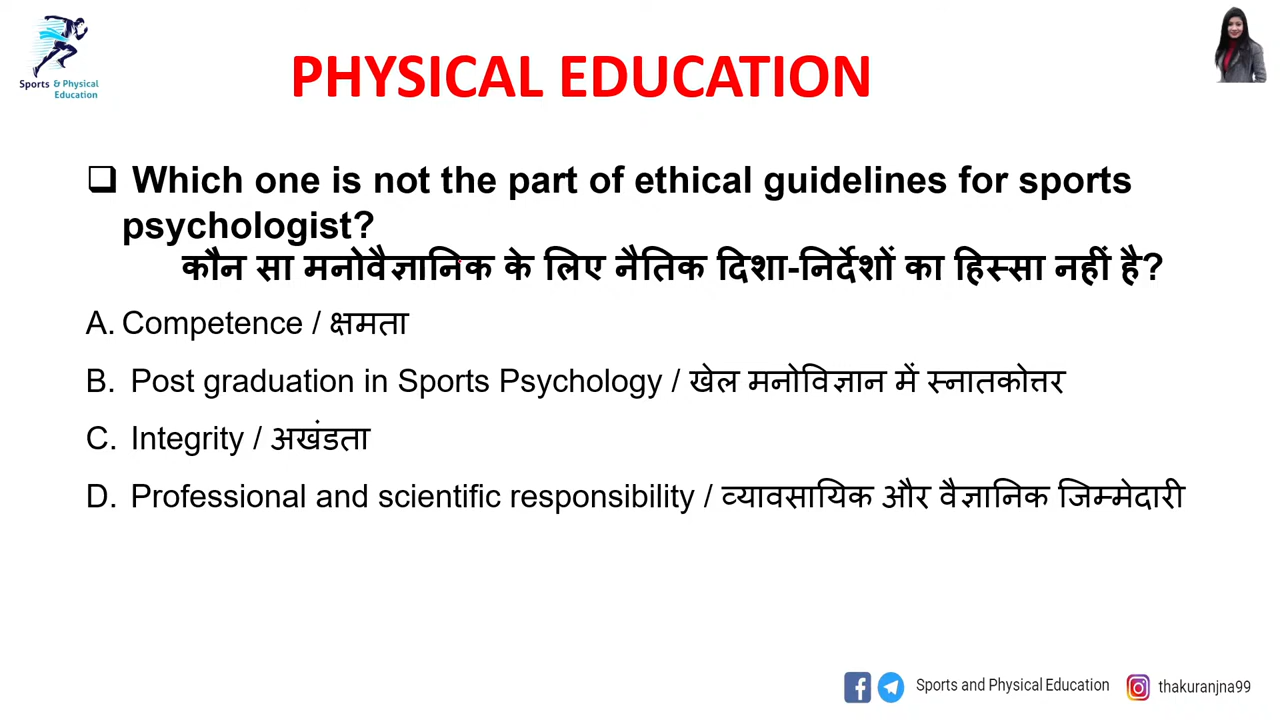 Sports & Physical
Education
PHYSICAL EDUCATION
❑ Which one is not the part of ethical guidelines for sports
psychologist?
कौन सा मनोवैज्ञानिक के लिए नैतिक दिशा-निर्देशों का हिस्सा नहीं है?
A. Competence / क्षमता
B. Post graduation in Sports Psychology / खेल मनोविज्ञान में स्नातकोत्तर
C. Integrity / अखंडता
D. Professional and scientific responsibility / व्यावसायिक और वैज्ञानिक जिम्मेदारी
Sports and Physical Education thakuranjna99